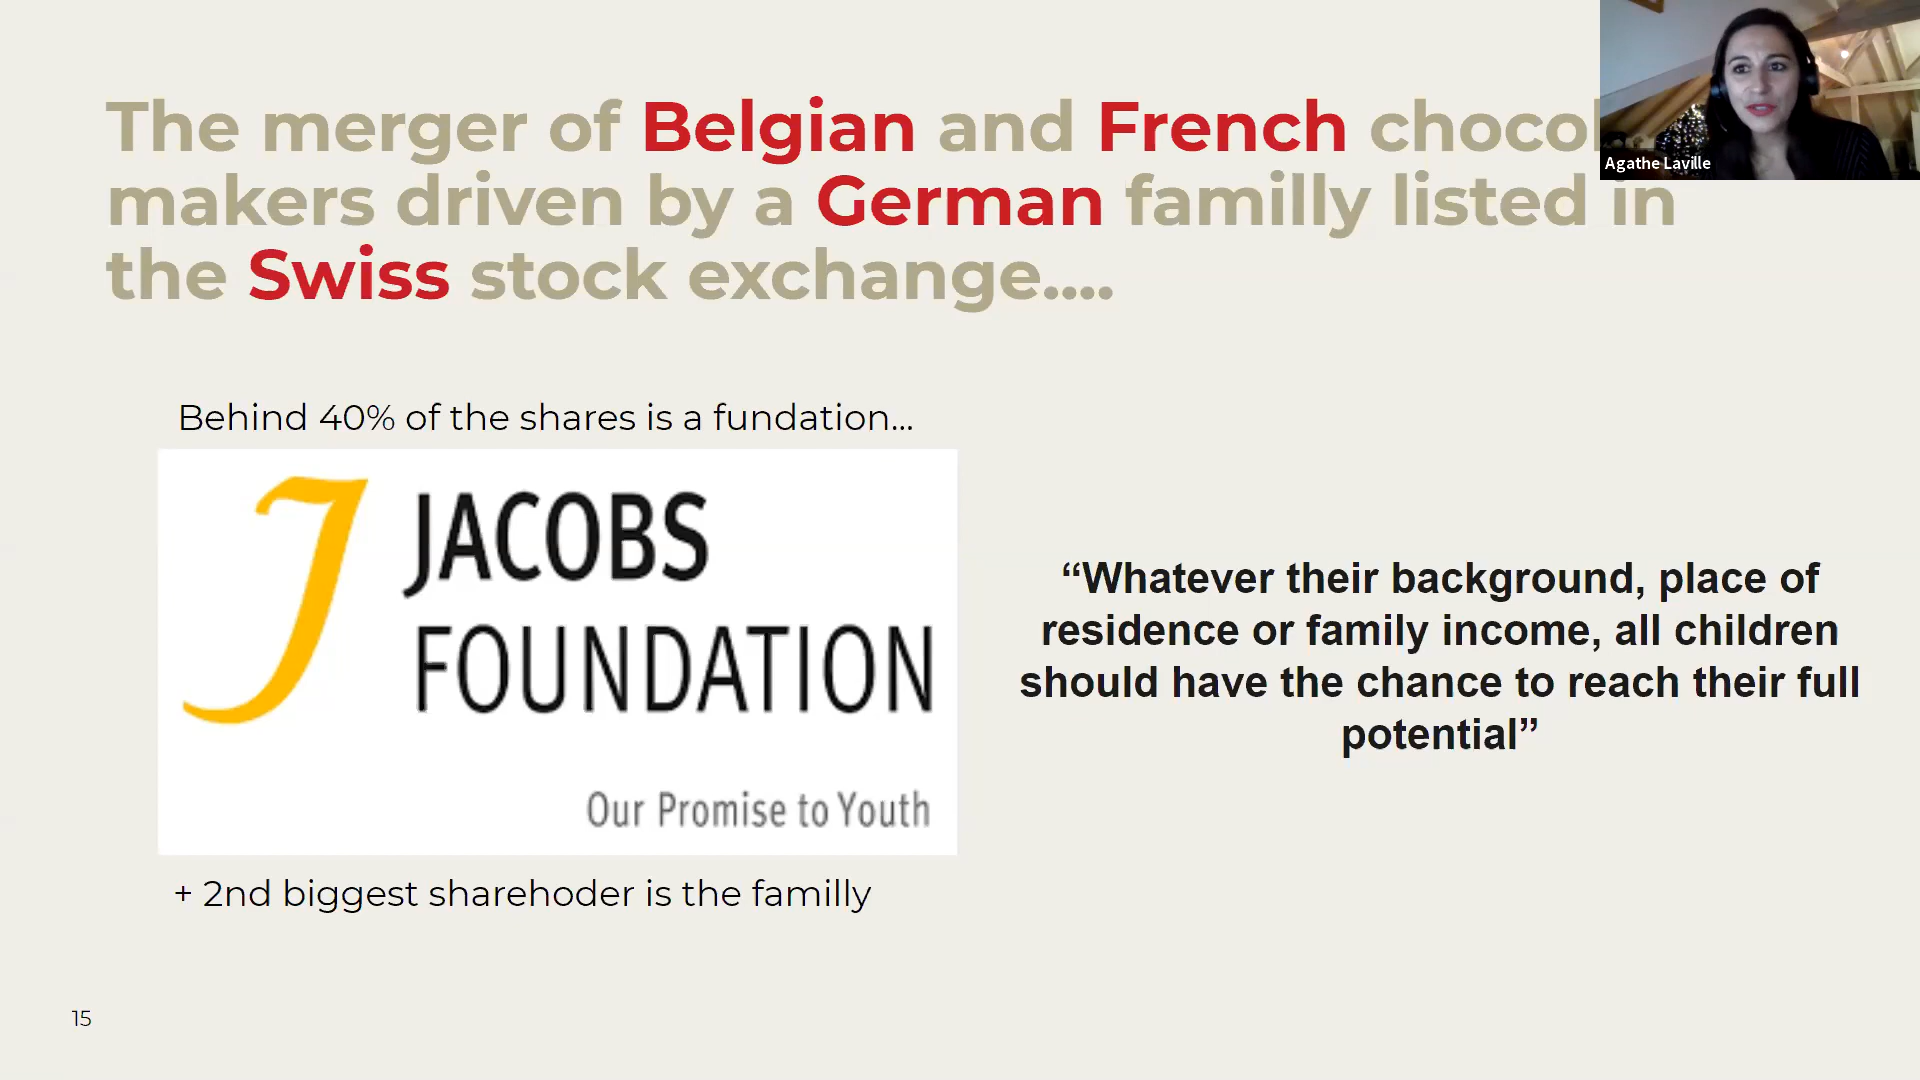 The merger of Belgian and French
makers driven by a German familly listed in
the Swiss stock exchange....
Agathe Laville
Behind 40% of the shares is a fundation...
JACOBS
FOUNDATION
Our Promise to Youth
“Whatever their background, place of
residence or family income, all children
should have the chance to reach their full
potential”
+ 2nd biggest sharehoder is the familly
15